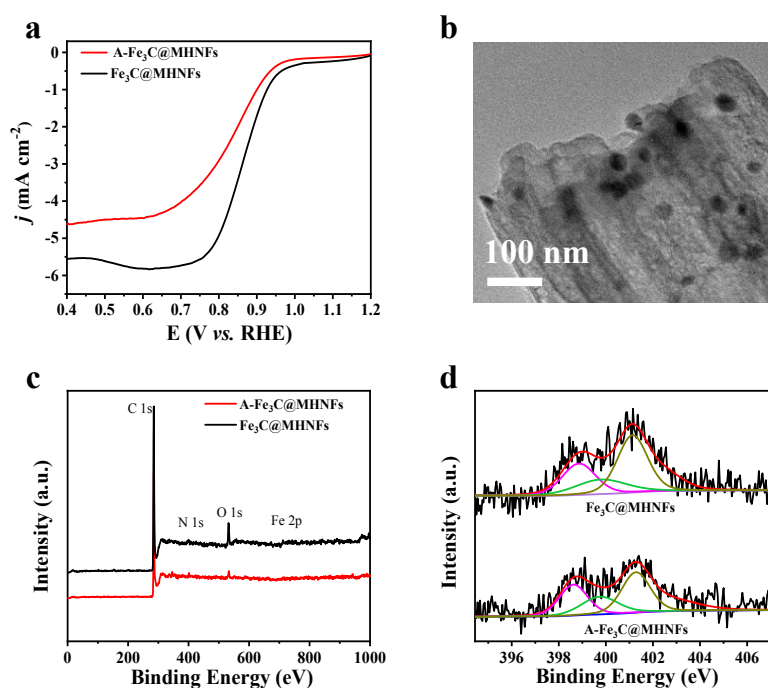 a
A-Fe₃C@MHNFs
Fe₃C@MHNFs
0
-1
-2
-3
-4
-5
-6
j (mA cm⁻²)
0.4 0.5 0.6 0.7 0.8 0.9 1.0 1.1 1.2
E (V vs. RHE)
b
100 nm
c
C 1s
A-Fe₃C@MHNFs
Fe₃C@MHNFs
N 1s
O 1s
Fe 2p
Intensity (a.u.)
0 200 400 600 800 1000
Binding Energy (eV)
d
Fe₃C@MHNFs
A-Fe₃C@MHNFs
Intensity (a.u.)
396 398 400 402 404 406
Binding Energy (eV)